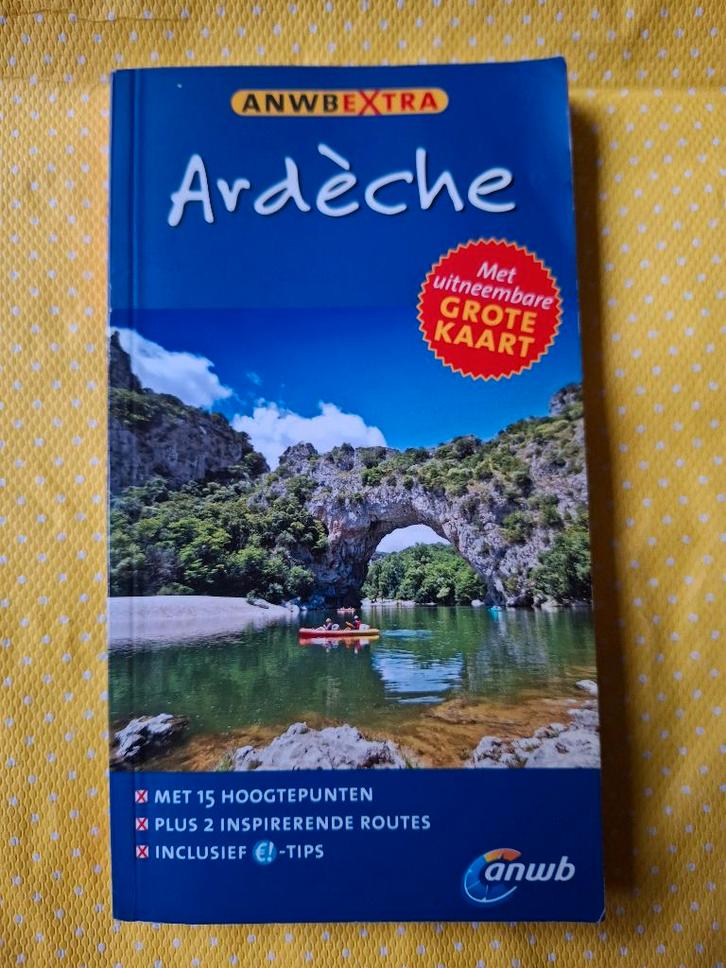 ANWBEXTRA
Ardèche
Met
uitneembare
GROTE
KAART
MET 15 HOOGTEPUNTEN
PLUS 2 INSPIRERENDE ROUTES
INCLUSIEF €! -TIPS
anwb